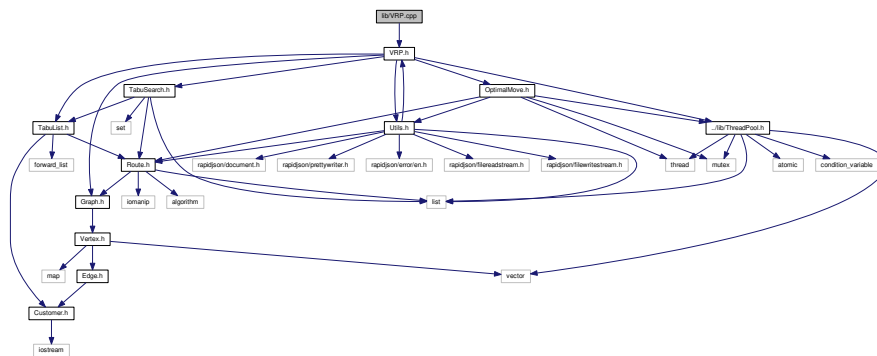 lib/VRP.cpp
VRP.h
TabuSearch.h
OptimalMove.h
TabuList.h
set
Utils.h
../lib/ThreadPool.h
forward_list
Route.h
rapidjson/document.h
rapidjson/prettywriter.h
rapidjson/error/en.h
rapidjson/filereadstream.h
rapidjson/filewritestream.h
thread
mutex
atomic
condition_variable
Graph.h
iomanip
algorithm
list
Vertex.h
map
Edge.h
vector
Customer.h
iostream